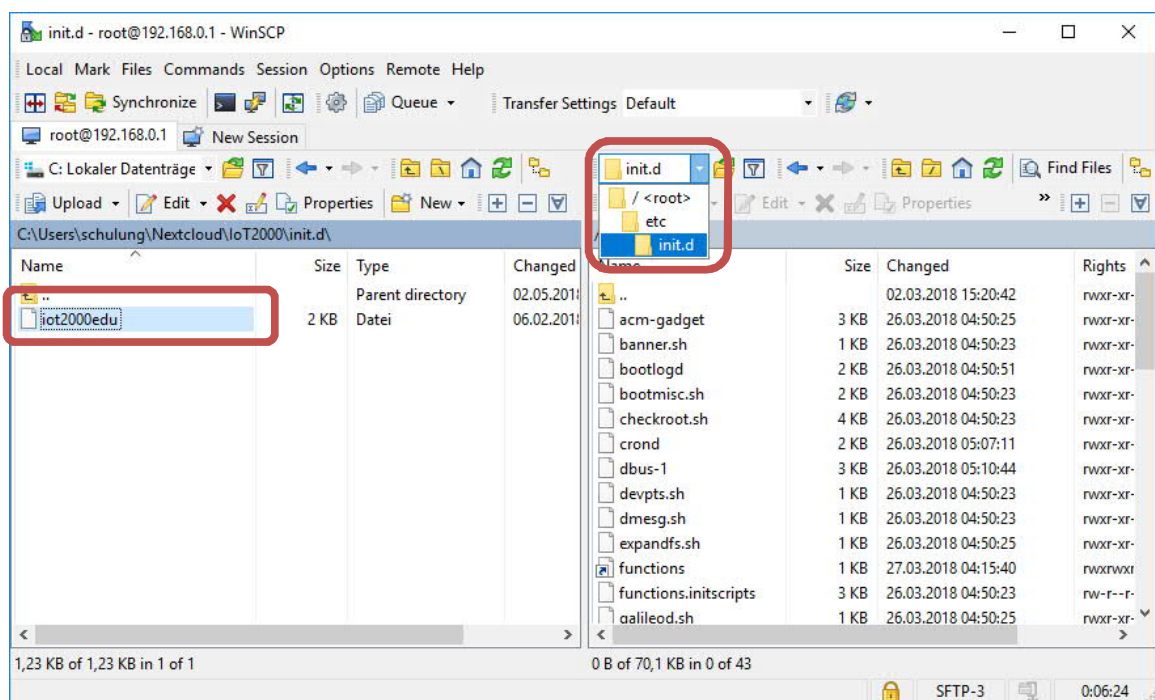 init.d - root@192.168.0.1 - WinSCP
Local Mark Files Commands Session Options Remote Help
Synchronize Queue Transfer Settings Default
root@192.168.0.1 New Session
C: Lokaler Datenträge
Upload Edit Properties New
C:\Users\schulung\Nextcloud\IoT2000\init.d\
Name Size Type Changed
.. Parent directory 02.05.201
iot2000edu 2 KB Datei 06.02.201
1,23 KB of 1,23 KB in 1 of 1
init.d Find Files
/ <root> Edit Properties »
etc
init.d
Name Size Changed Rights
.. 02.03.2018 15:20:42 rwxr-xr-
acm-gadget 3 KB 26.03.2018 04:50:25 rwxr-xr-
banner.sh 1 KB 26.03.2018 04:50:23 rwxr-xr-
bootlogd 2 KB 26.03.2018 04:50:51 rwxr-xr-
bootmisc.sh 2 KB 26.03.2018 04:50:23 rwxr-xr-
checkroot.sh 4 KB 26.03.2018 04:50:23 rwxr-xr-
crond 2 KB 26.03.2018 05:07:11 rwxr-xr-
dbus-1 3 KB 26.03.2018 05:10:44 rwxr-xr-
devpts.sh 1 KB 26.03.2018 04:50:23 rwxr-xr-
dmesg.sh 1 KB 26.03.2018 04:50:23 rwxr-xr-
expandfs.sh 1 KB 26.03.2018 04:50:25 rwxr-xr-
functions 1 KB 27.03.2018 04:15:40 rwxrwxr
functions.initscripts 3 KB 26.03.2018 04:50:23 rw-r--r-
galileod.sh 1 KB 26.03.2018 04:50:25 rwxr-xr-
0 B of 70,1 KB in 0 of 43
SFTP-3 0:06:24